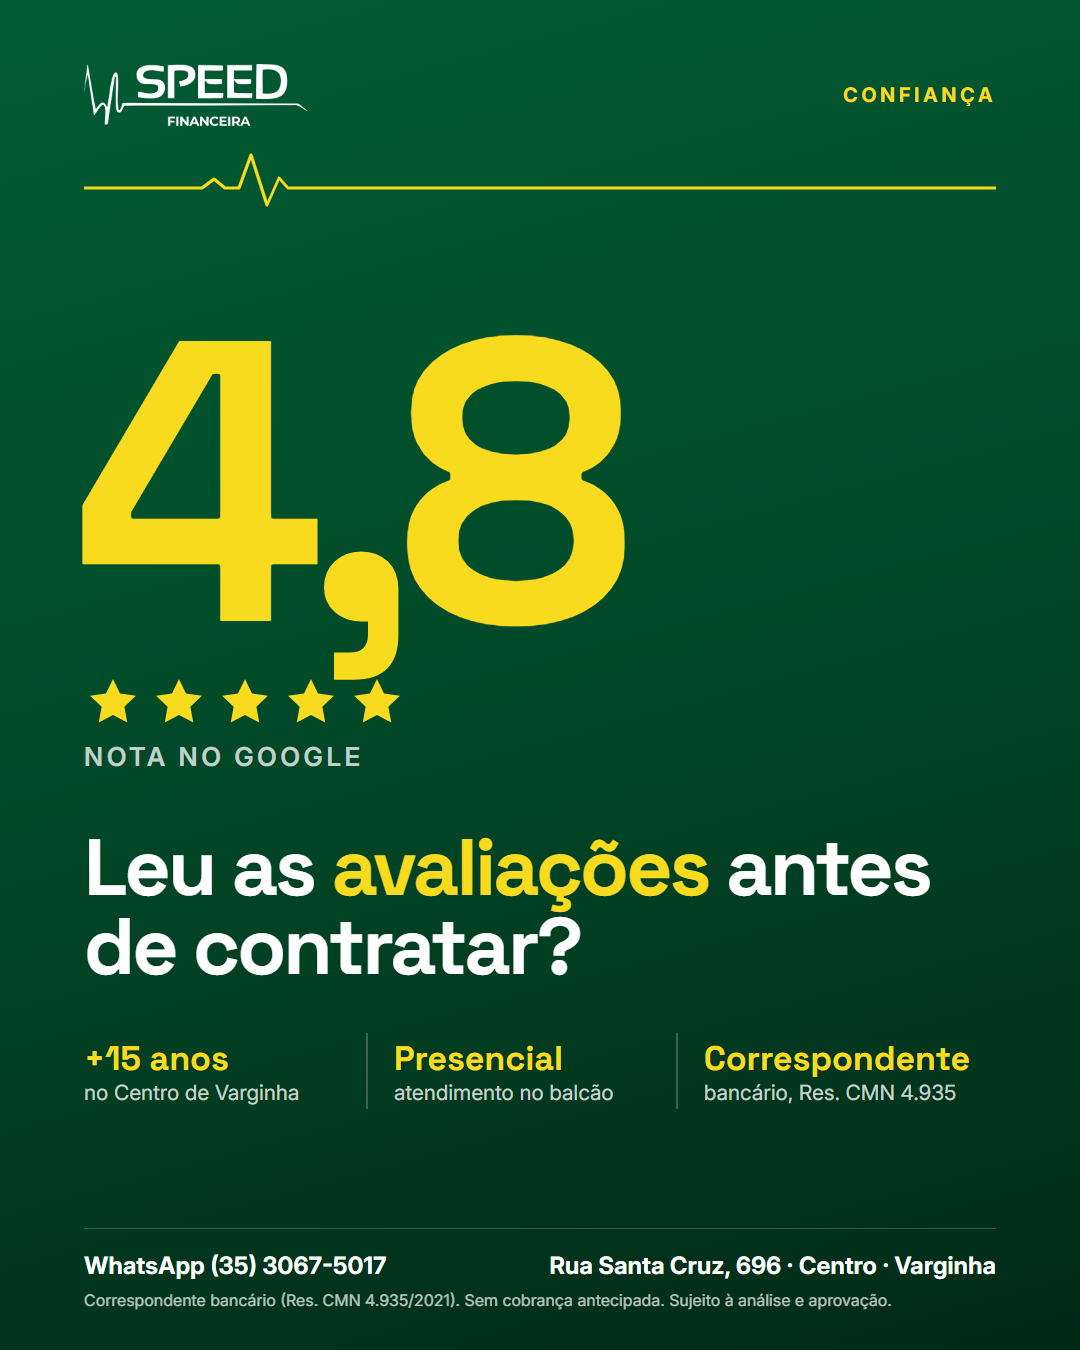 SPEED
FINANCEIRA
CONFIANÇA
4,8
NOTA NO GOOGLE
Leu as avaliações antes
de contratar?
+15 anos
no Centro de Varginha
Presencial
atendimento no balcão
Correspondente
bancário, Res. CMN 4.935
WhatsApp (35) 3067-5017
Rua Santa Cruz, 696 · Centro · Varginha
Correspondente bancário (Res. CMN 4.935/2021). Sem cobrança antecipada. Sujeito à análise e aprovação.